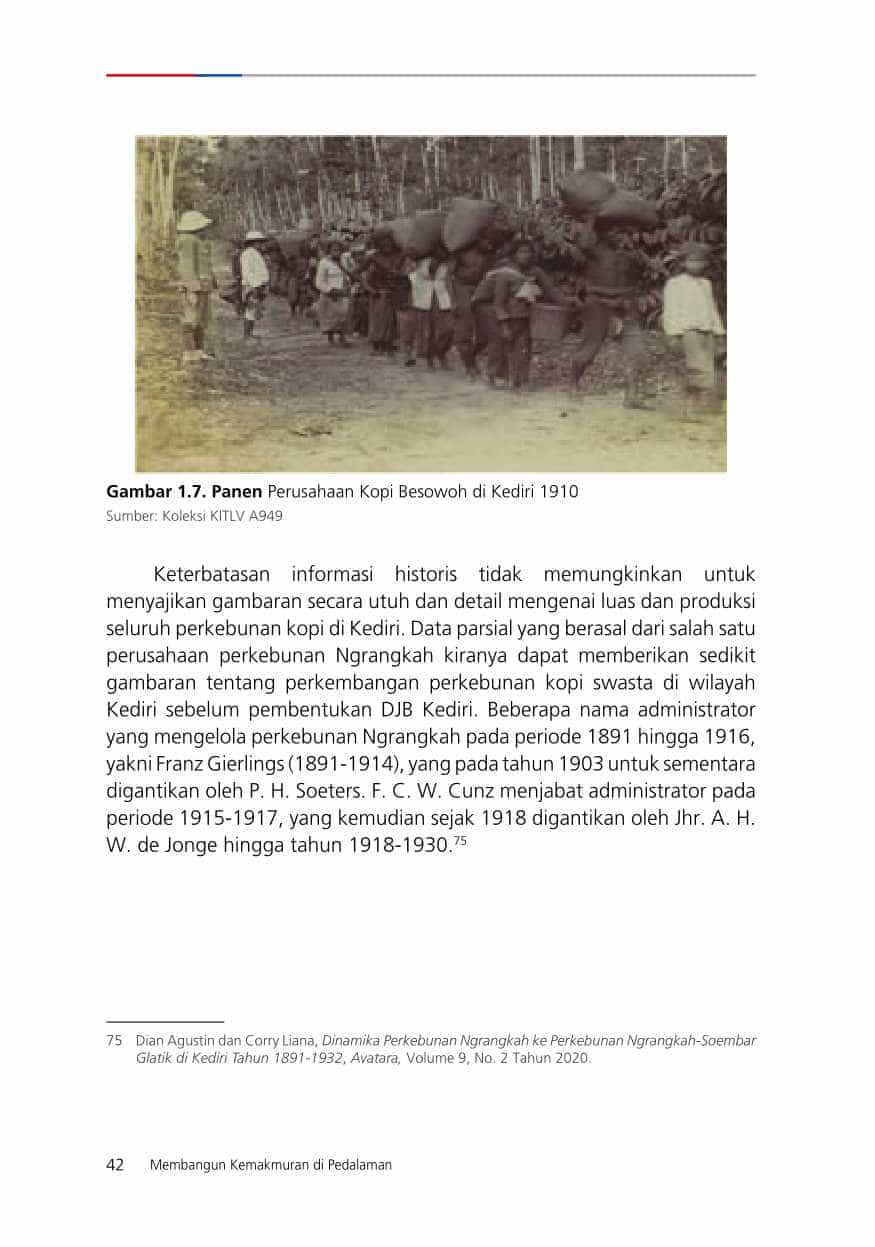 Gambar 1.7. Panen Perusahaan Kopi Besowoh di Kediri 1910
Sumber: Koleksi KITLV A949
Keterbatasan informasi historis tidak memungkinkan untuk
menyajikan gambaran secara utuh dan detail mengenai luas dan produksi
seluruh perkebunan kopi di Kediri. Data parsial yang berasal dari salah satu
perusahaan perkebunan Ngrangkah kiranya dapat memberikan sedikit
gambaran tentang perkembangan perkebunan kopi swasta di wilayah
Kediri sebelum pembentukan DJB Kediri. Beberapa nama administrator
yang mengelola perkebunan Ngrangkah pada periode 1891 hingga 1916,
yakni Franz Gierlings (1891-1914), yang pada tahun 1903 untuk sementara
digantikan oleh P. H. Soeters. F. C. W. Cunz menjabat administrator pada
periode 1915-1917, yang kemudian sejak 1918 digantikan oleh Jhr. A. H.
W. de Jonge hingga tahun 1918-1930.75
75 Dian Agustin dan Corry Liana, Dinamika Perkebunan Ngrangkah ke Perkebunan Ngrangkah-Soembar
Glatik di Kediri Tahun 1891-1932, Avatara, Volume 9, No. 2 Tahun 2020.
42 Membangun Kemakmuran di Pedalaman